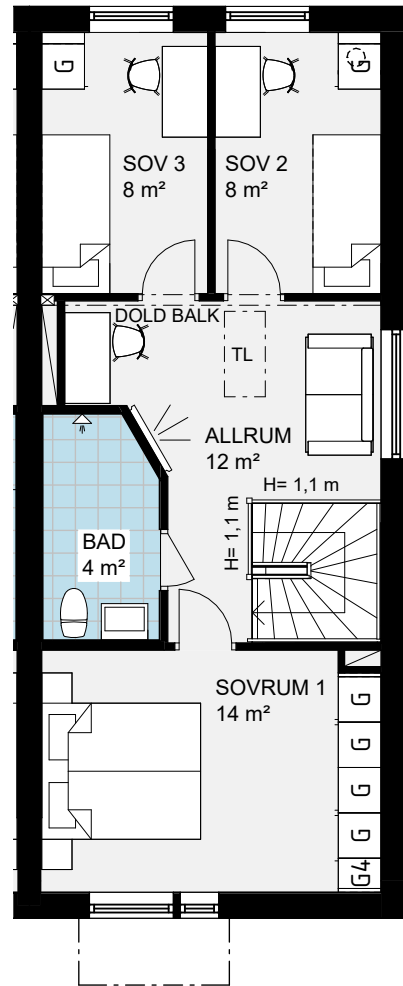 G
G
SOV 3
8 m²
SOV 2
8 m²
DOLD BALK
TL
ALLRUM
12 m²
H= 1,1 m
H= 1,1 m
BAD
4 m²
SOVRUM 1
14 m²
G
G
G
G
G4